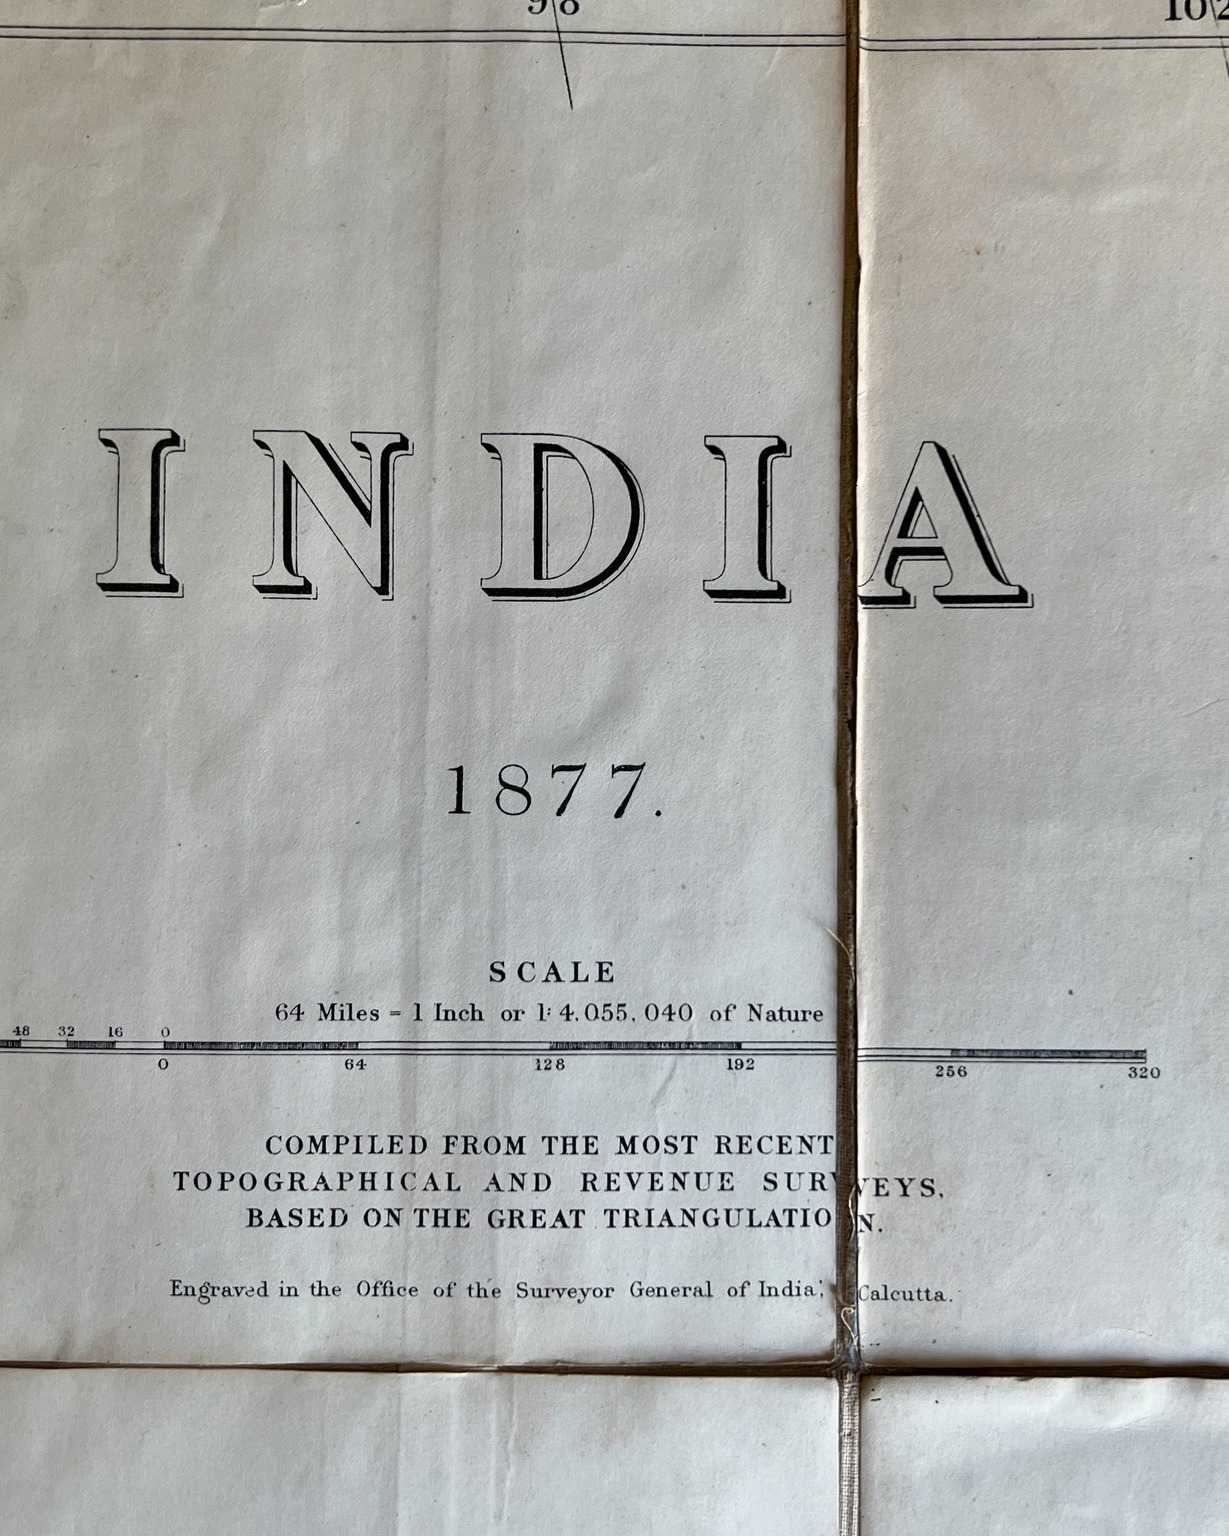 98
102
INDIA
1877.
SCALE
64 Miles = 1 Inch or 1: 4.055.040 of Nature
48 32 16 0
0 64 128 192 256 320
COMPILED FROM THE MOST RECENT
TOPOGRAPHICAL AND REVENUE SURVEYS,
BASED ON THE GREAT TRIANGULATION.
Engraved in the Office of the Surveyor General of India, Calcutta.